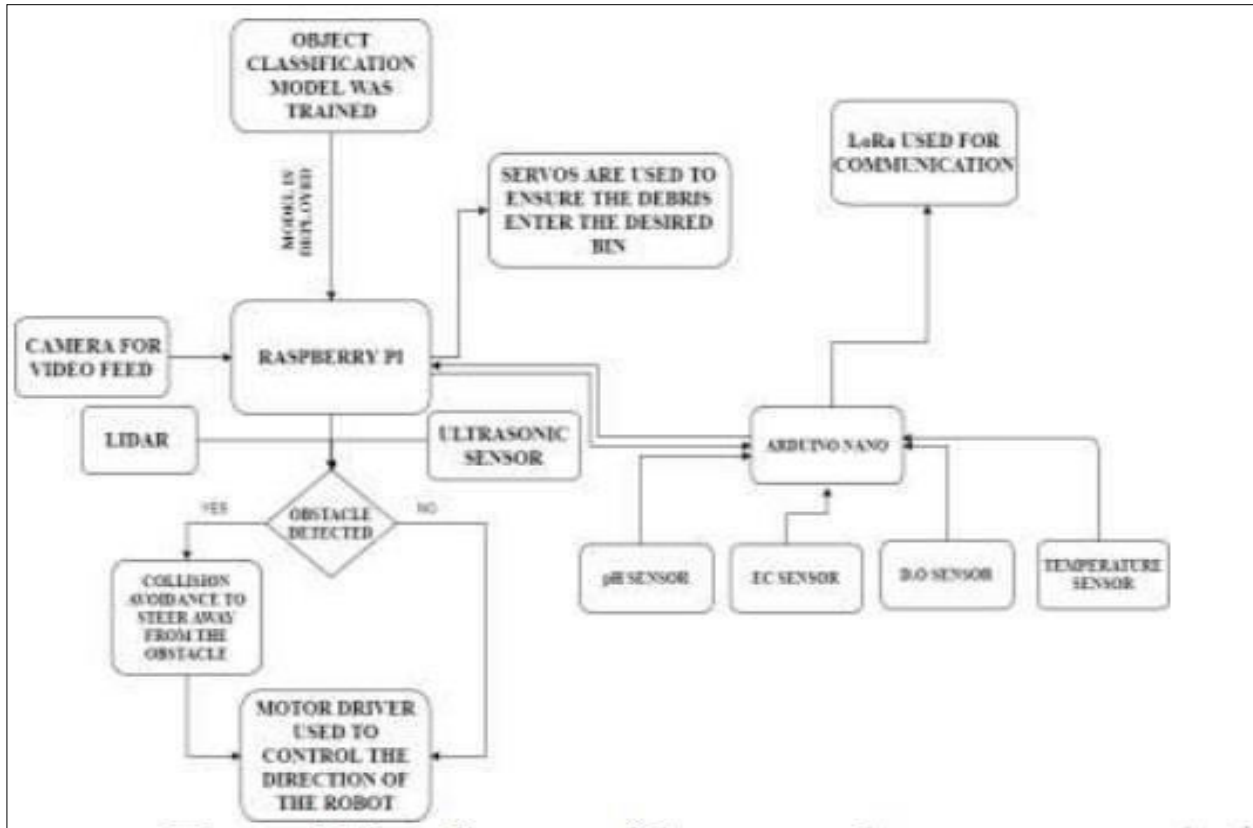 OBJECT
CLASSIFICATION
MODEL WAS
TRAINED
MODEL IS
DEPLOYED
SERVOS ARE USED TO
ENSURE THE DEBRIS
ENTER THE DESIRED
BIN
LoRa USED FOR
COMMUNICATION
CAMERA FOR
VIDEO FEED
RASPBERRY PI
LIDAR
ULTRASONIC
SENSOR
ARDUINO NANO
YES
OBSTACLE
DETECTED
NO
COLLISION
AVOIDANCE TO
STEER AWAY
FROM THE
OBSTACLE
pH SENSOR
EC SENSOR
D.O SENSOR
TEMPERATURE
SENSOR
MOTOR DRIVER
USED TO
CONTROL THE
DIRECTION OF
THE ROBOT